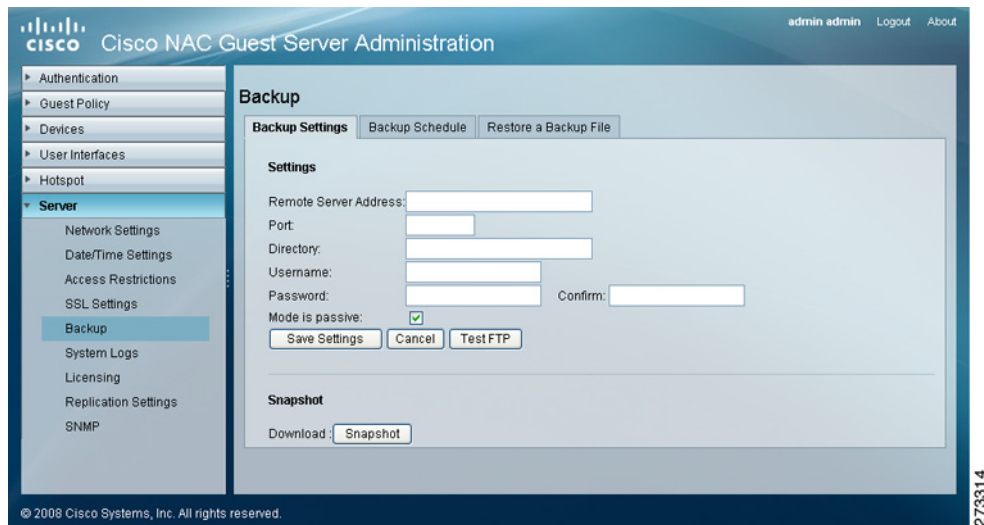 admin admin Logout About
CISCO Cisco NAC Guest Server Administration
Authentication
Guest Policy
Devices
User Interfaces
Hotspot
Server
Network Settings
Date/Time Settings
Access Restrictions
SSL Settings
Backup
System Logs
Licensing
Replication Settings
SNMP
Backup
Backup Settings Backup Schedule Restore a Backup File
Settings
Remote Server Address:
Port:
Directory:
Username:
Password: Confirm:
Mode is passive:
Save Settings Cancel Test FTP
Snapshot
Download : Snapshot
© 2008 Cisco Systems, Inc. All rights reserved.
273314